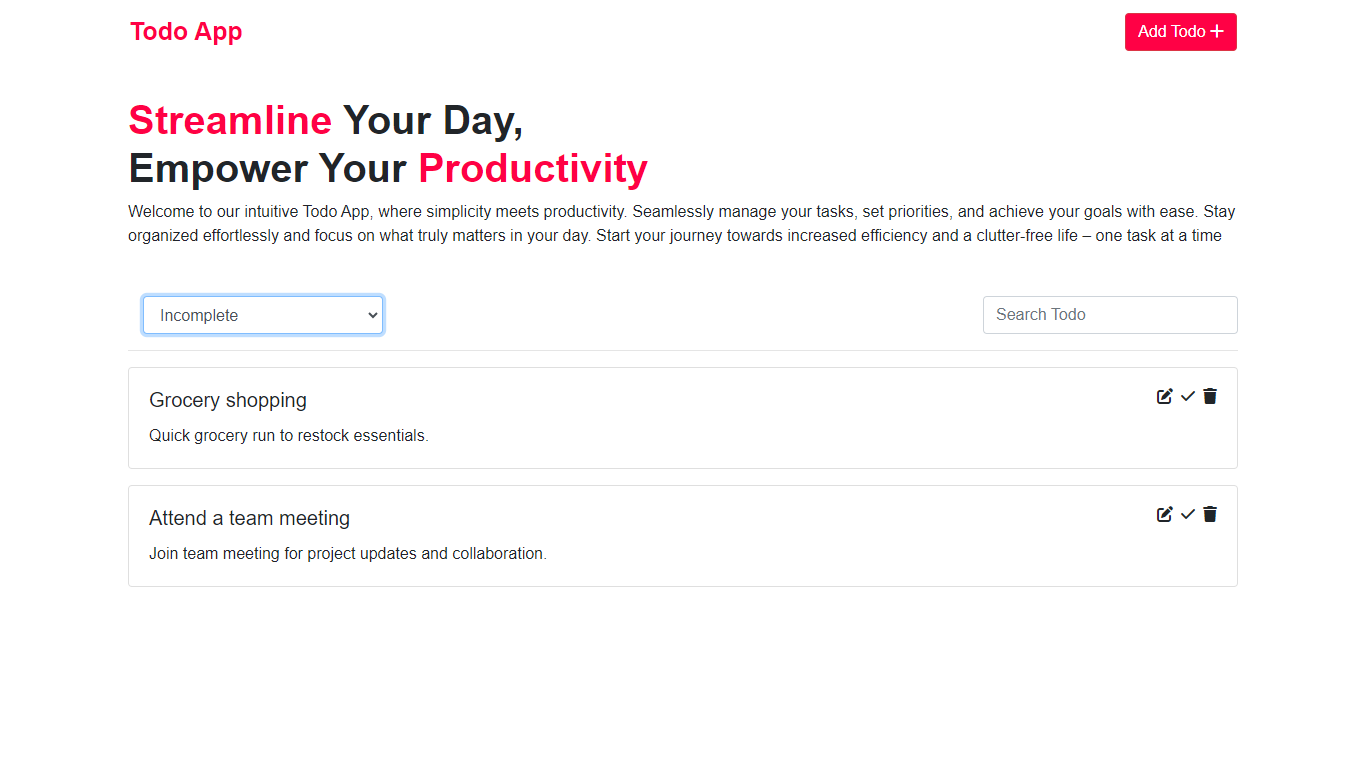 Todo App
Add Todo +
Streamline Your Day,
Empower Your Productivity
Welcome to our intuitive Todo App, where simplicity meets productivity. Seamlessly manage your tasks, set priorities, and achieve your goals with ease. Stay
organized effortlessly and focus on what truly matters in your day. Start your journey towards increased efficiency and a clutter-free life – one task at a time
Incomplete
Search Todo
Grocery shopping
Quick grocery run to restock essentials.
Attend a team meeting
Join team meeting for project updates and collaboration.